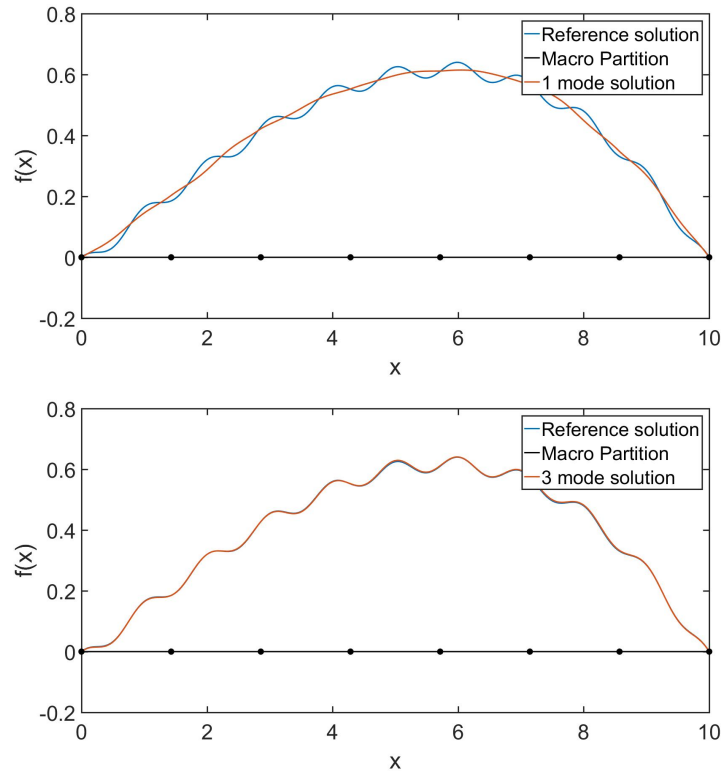 0.8
Reference solution
Macro Partition
1 mode solution
0.6
0.4
f(x)
0.2
0
-0.2
0 2 4 6 8 10
x
0.8
Reference solution
Macro Partition
3 mode solution
0.6
0.4
f(x)
0.2
0
-0.2
0 2 4 6 8 10
x